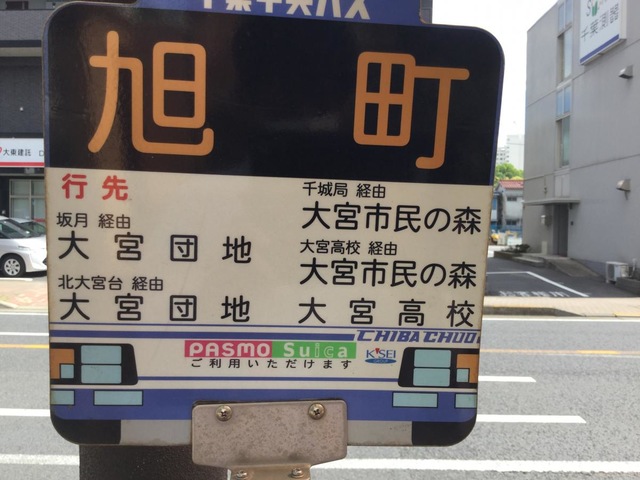 千葉中央バス
旭町
行先
坂月 経由
大宮団地
北大宮台 経由
大宮団地
千城局 経由
大宮市民の森
大宮高校 経由
大宮市民の森
大宮高校
CHIBA CHUO
PASMO Suica
ご利用いただけます
KEISEI
大東建託
千葉測器